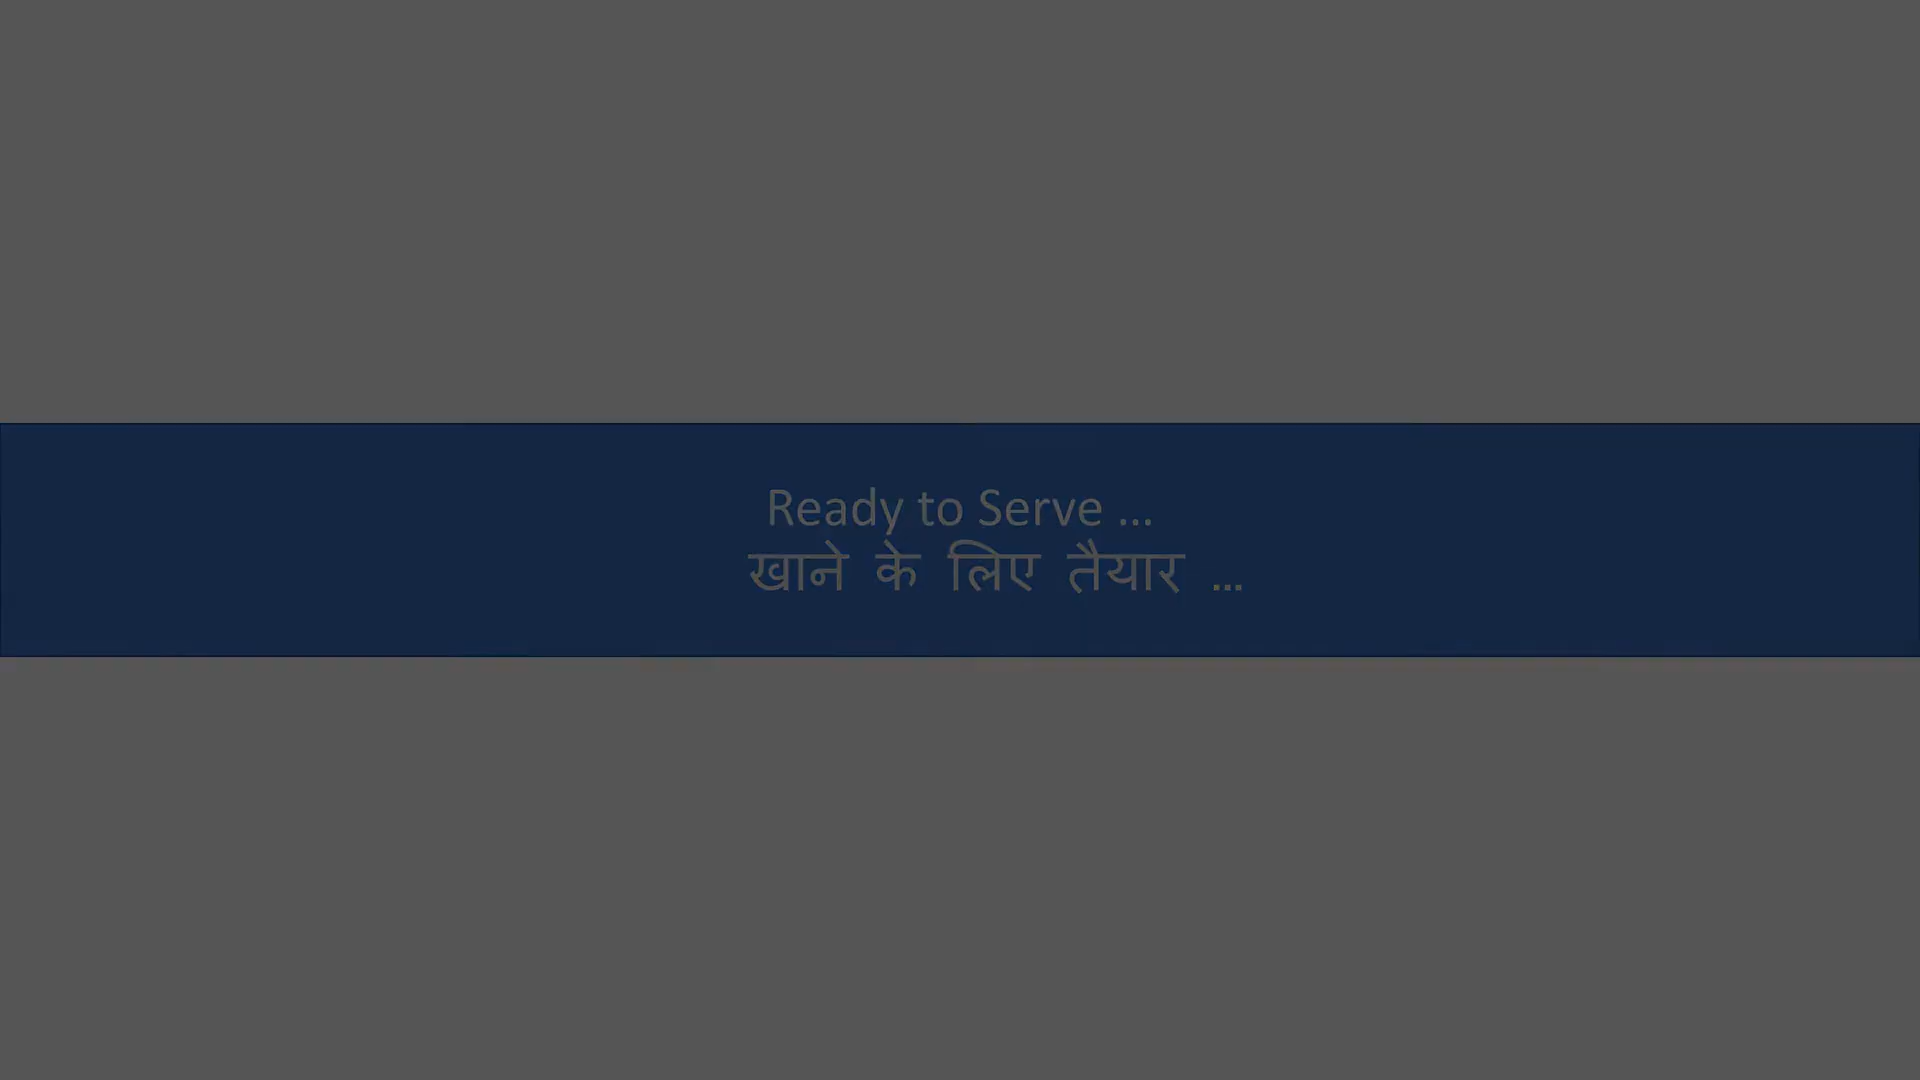 Ready to Serve ...
खाने के लिए तैयार ...